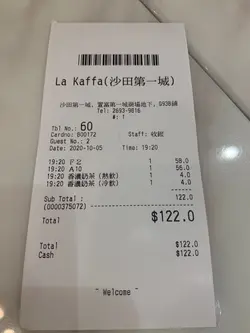 La Kaffa(沙田第一城)
沙田第一城，置富第一城商場地下，G93B舖
Tel: 2693-9816
#: 1
Tbl No.: 60
Cardno: B00172 Staff: 收銀
Guest No.: 2
Date: 2020-10-05 Time: 19:20
19:20 F2 1 56.0
19:20 A10 1 58.0
19:20 香濃奶茶(熱飲) 1 4.0
19:20 香濃奶茶(冷飲) 1 4.0
Sub Total : 122.0
(0000375072)
Total $122.0
Total $122.0
Cash $122.0
~ Welcome ~